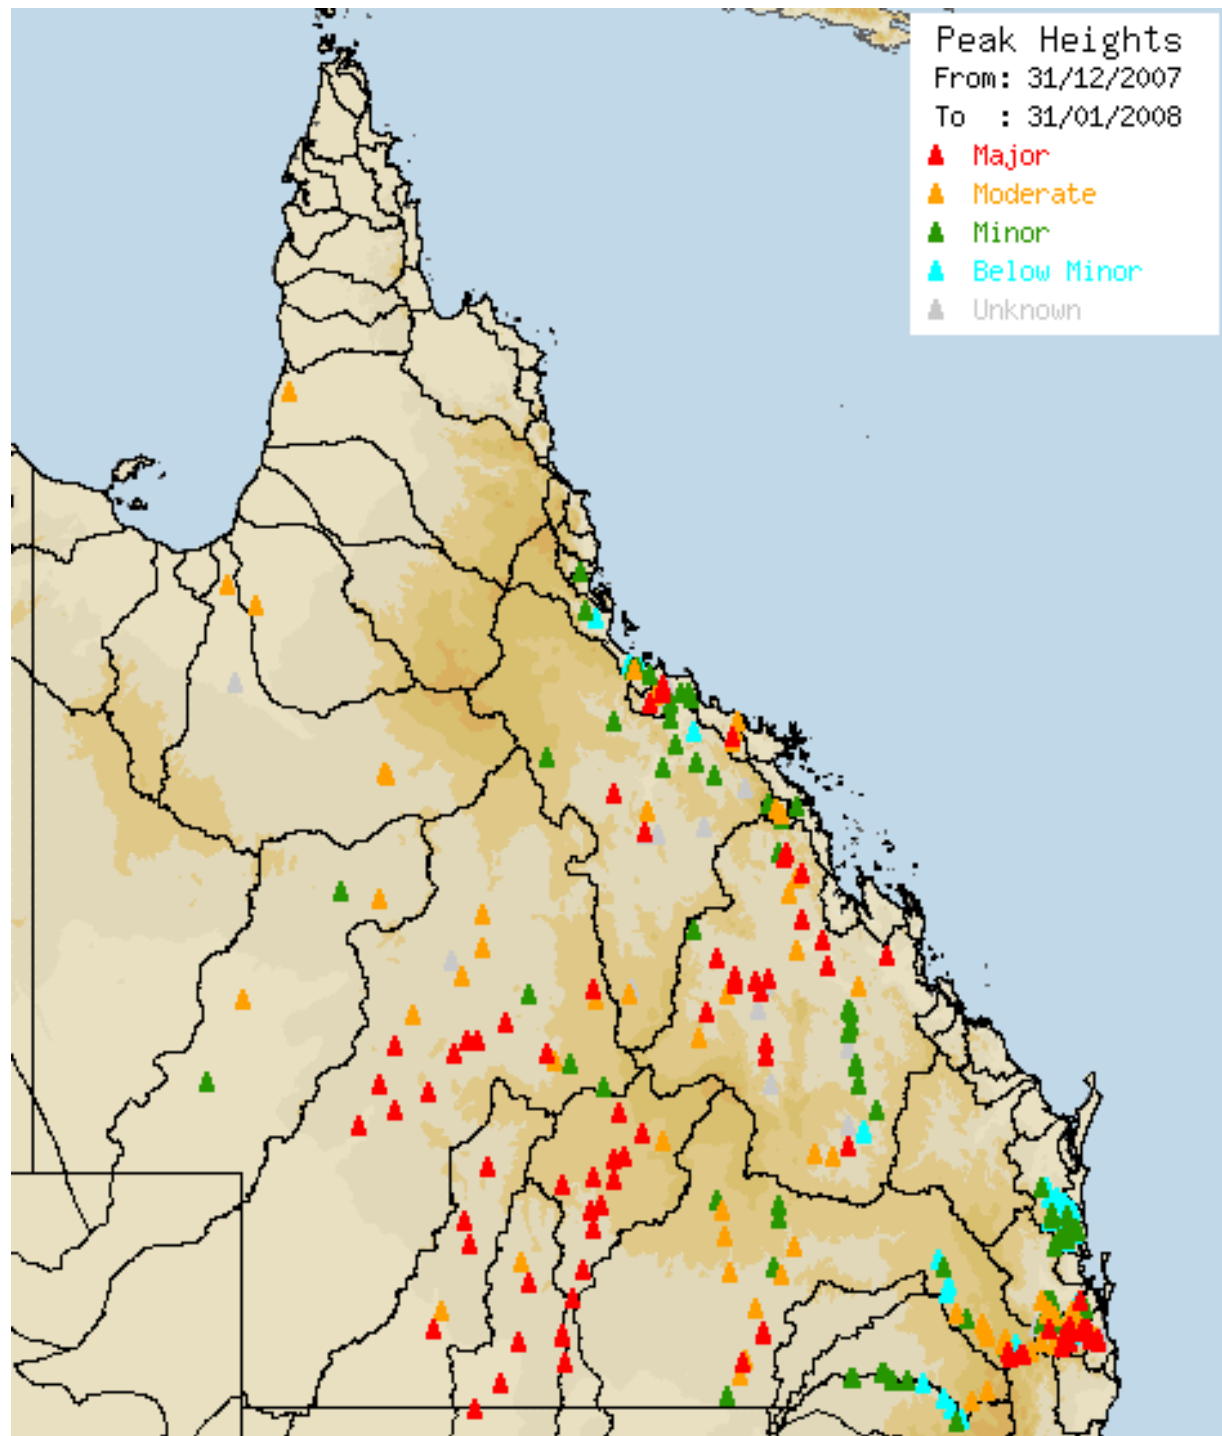 Peak Heights
From: 31/12/2007
To  : 31/01/2008
Major
Moderate
Minor
Below Minor
Unknown